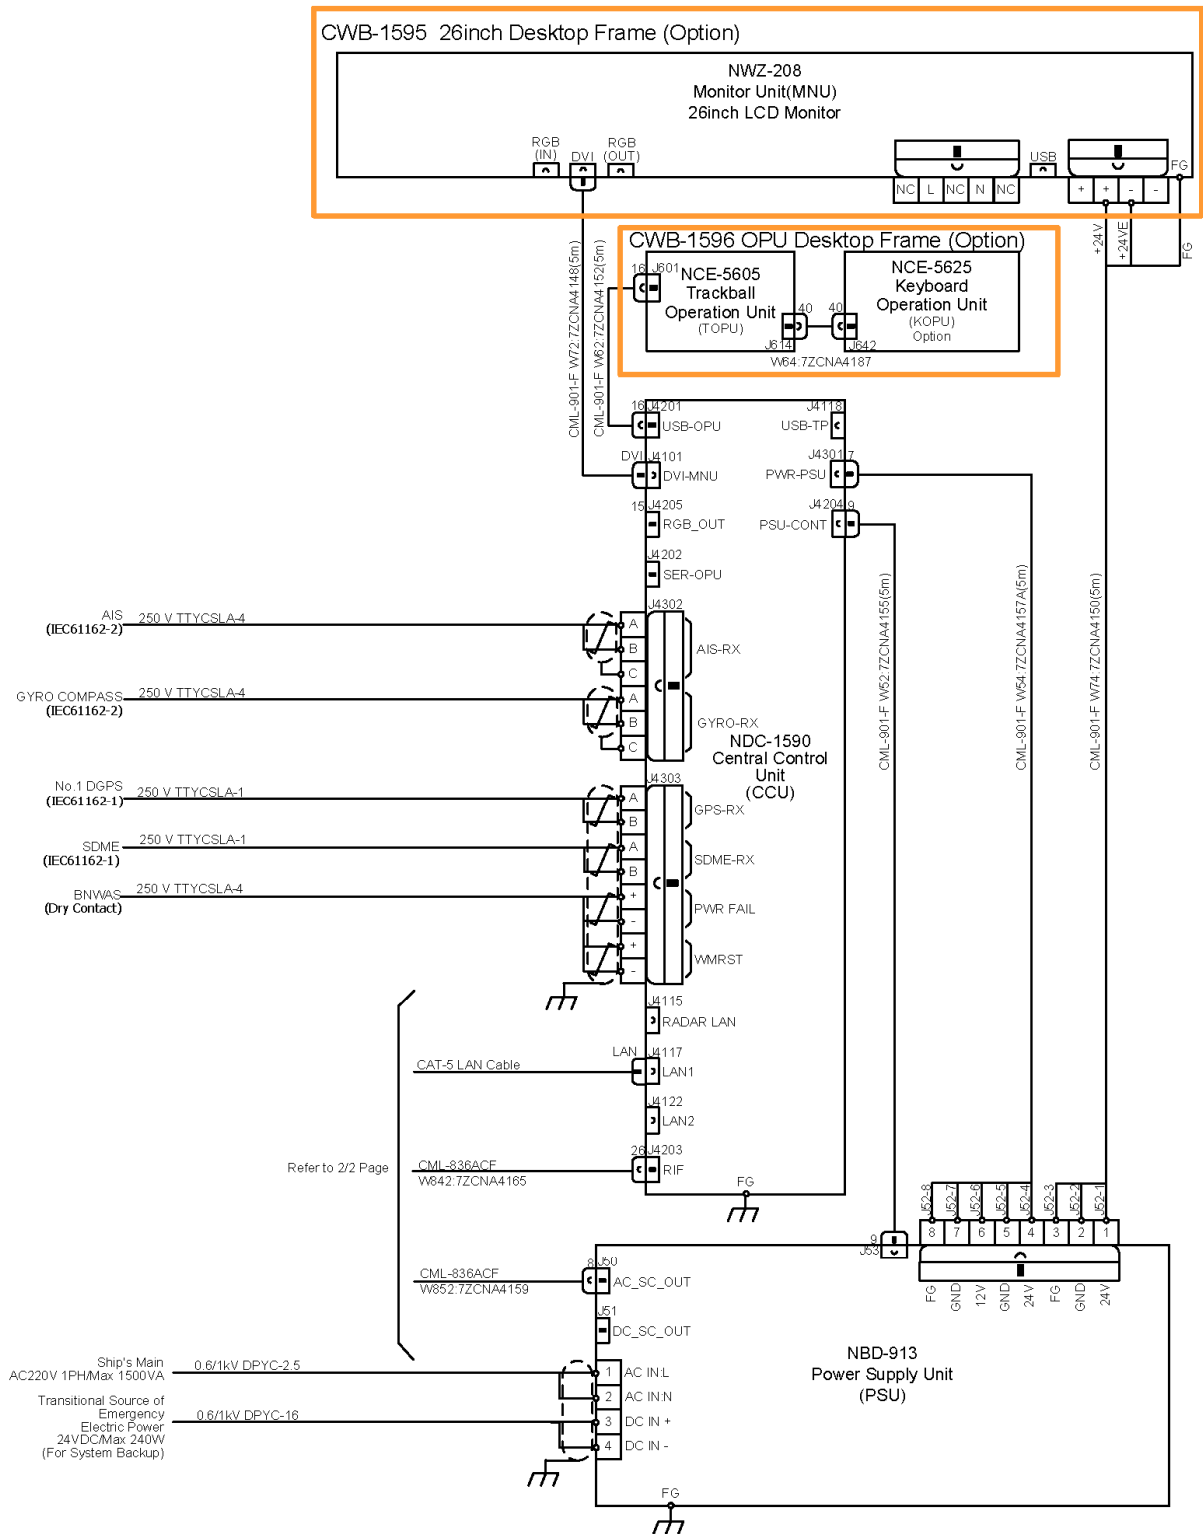 CWB-1595  26inch Desktop Frame (Option)
NWZ-208
Monitor Unit(MNU)
26inch LCD Monitor
RGB
(IN)
DVI
RGB
(OUT)
USB
FG
NC L NC N NC
+ + - -
+24V
+24VE
FG
CWB-1596 OPU Desktop Frame (Option)
16 J601
NCE-5605
Trackball
Operation Unit
(TOPU)
40
J614
NCE-5625
Keyboard
Operation Unit
(KOPU)
Option
40
J642
W64:7ZCNA4187
CML-901-F W72:7ZCNA4148(5m)
CML-901-F W62:7ZCNA4152(5m)
16 J4201
USB-OPU
J4118
USB-TP
DVI J4101
DVI-MNU
J4301 7
PWR-PSU
15 J4205
RGB_OUT
J4204 9
PSU-CONT
J4202
SER-OPU
CML-901-F W52:7ZCNA4155(5m)
CML-901-F W54:7ZCNA4157A(5m)
CML-901-F W74:7ZCNA4150(5m)
J4302
AIS
(IEC61162-2)
250 V TTYCSLA-4
A
B
C
AIS-RX
GYRO COMPASS
(IEC61162-2)
250 V TTYCSLA-4
A
B
C
GYRO-RX
NDC-1590
Central Control
Unit
(CCU)
J4303
No.1 DGPS
(IEC61162-1)
250 V TTYCSLA-1
A
B
GPS-RX
SDME
(IEC61162-1)
250 V TTYCSLA-1
A
B
SDME-RX
BNWAS
(Dry Contact)
250 V TTYCSLA-4
+
-
PWR FAIL
+
-
WMRST
J4115
RADAR LAN
LAN J4117
CAT-5 LAN Cable
LAN1
J4122
LAN2
26 J4203
RIF
Refer to 2/2 Page
CML-836ACF
W842:7ZCNA4165
FG
J52-8 J52-7 J52-6 J52-5 J52-4 J52-3 J52-2 J52-1
8 7 6 5 4 3 2 1
FG GND 12V GND 24V FG GND 24V
9
J53
8 J50
CML-836ACF
W852:7ZCNA4159
AC_SC_OUT
J51
DC_SC_OUT
NBD-913
Power Supply Unit
(PSU)
Ship's Main
AC220V 1PH/Max 1500VA
0.6/1kV DPYC-2.5
1 AC IN:L
2 AC IN:N
Transitional Source of
Emergency
Electric Power
24VDC/Max 240W
(For System Backup)
0.6/1kV DPYC-16
3 DC IN +
4 DC IN -
FG